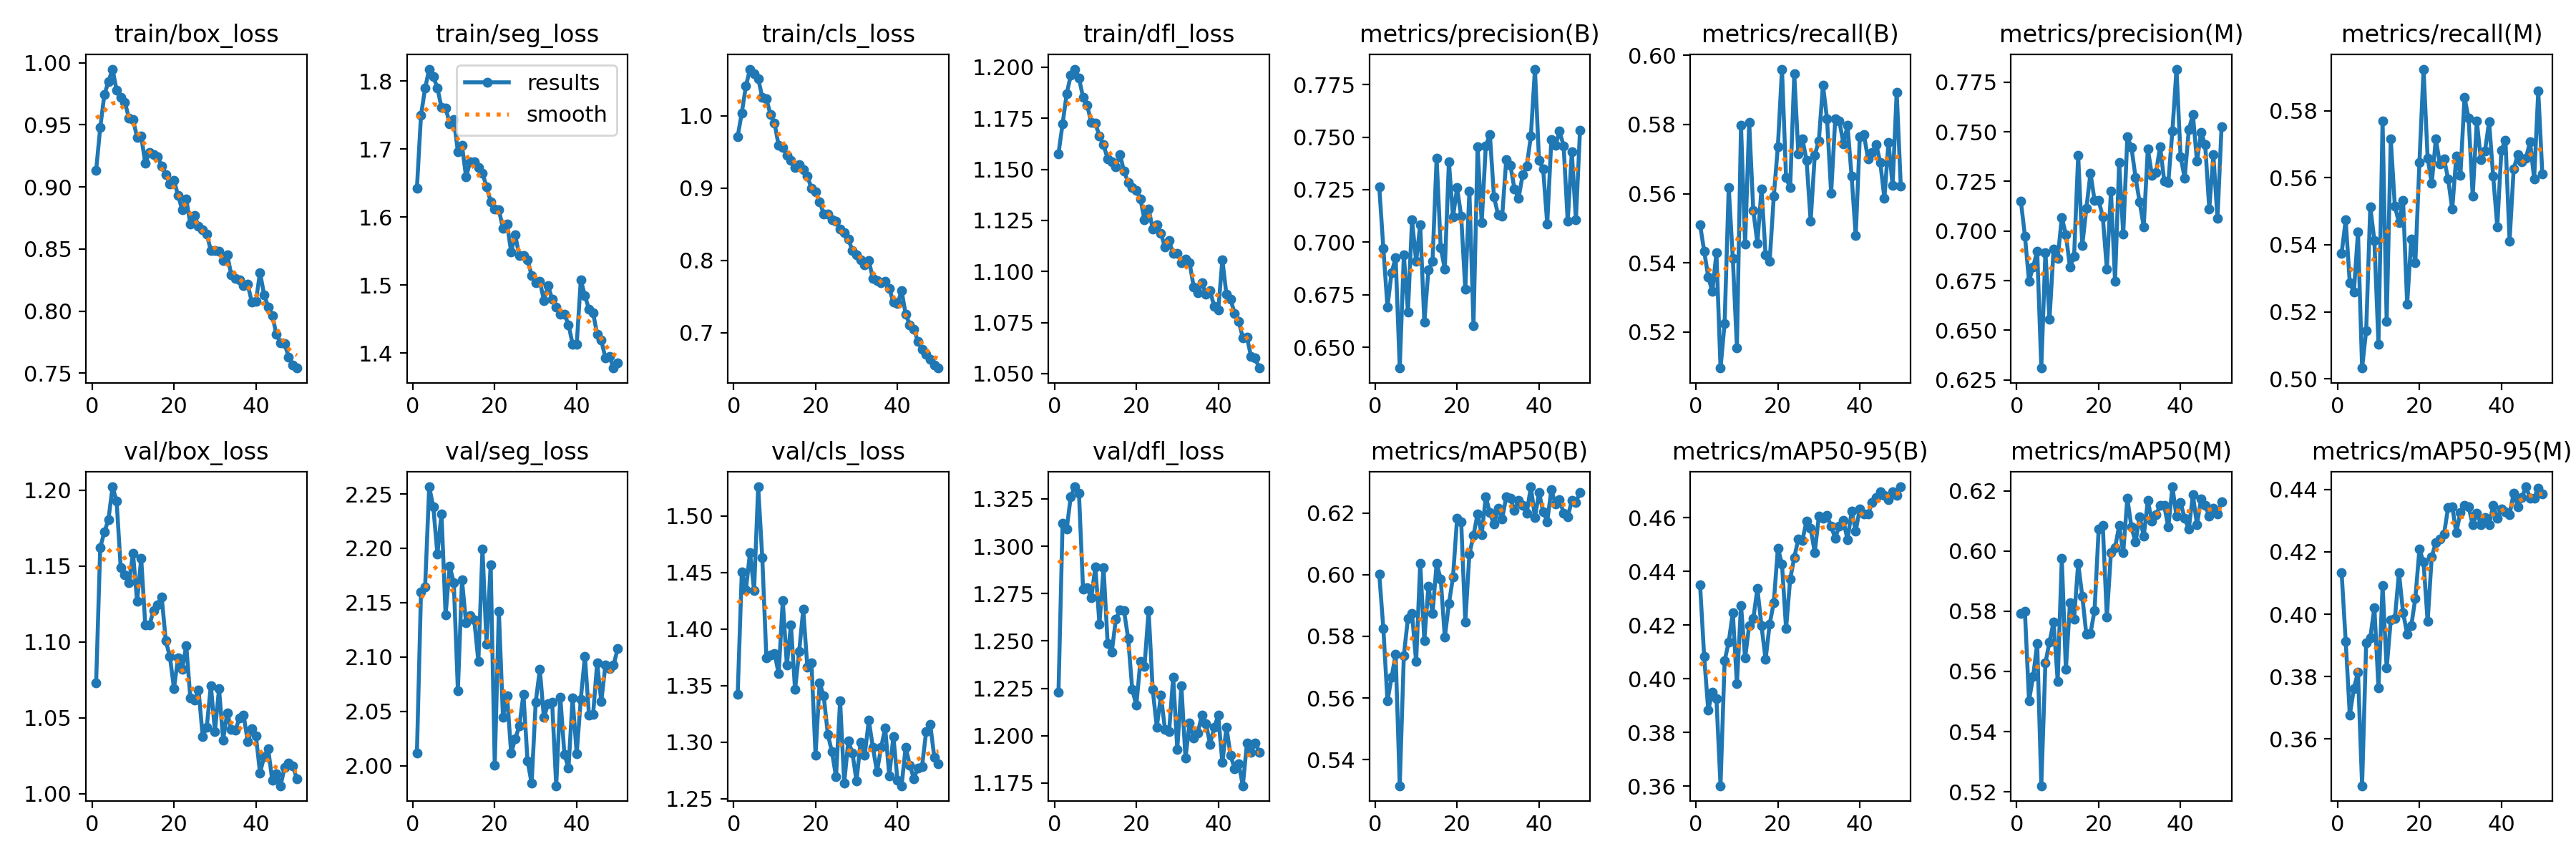 train/box_loss
train/seg_loss
train/cls_loss
train/dfl_loss
metrics/precision(B)
metrics/recall(B)
metrics/precision(M)
metrics/recall(M)
1.00
0.95
0.90
0.85
0.80
0.75
0 20 40
results
smooth
1.8
1.7
1.6
1.5
1.4
0 20 40
1.0
0.9
0.8
0.7
0 20 40
1.200
1.175
1.150
1.125
1.100
1.075
1.050
0 20 40
0.775
0.750
0.725
0.700
0.675
0.650
0 20 40
0.60
0.58
0.56
0.54
0.52
0 20 40
0.775
0.750
0.725
0.700
0.675
0.650
0.625
0 20 40
0.58
0.56
0.54
0.52
0.50
0 20 40
val/box_loss
val/seg_loss
val/cls_loss
val/dfl_loss
metrics/mAP50(B)
metrics/mAP50-95(B)
metrics/mAP50(M)
metrics/mAP50-95(M)
1.20
1.15
1.10
1.05
1.00
0 20 40
2.25
2.20
2.15
2.10
2.05
2.00
0 20 40
1.50
1.45
1.40
1.35
1.30
1.25
0 20 40
1.325
1.300
1.275
1.250
1.225
1.200
1.175
0 20 40
0.62
0.60
0.58
0.56
0.54
0 20 40
0.46
0.44
0.42
0.40
0.38
0.36
0 20 40
0.62
0.60
0.58
0.56
0.54
0.52
0 20 40
0.44
0.42
0.40
0.38
0.36
0 20 40